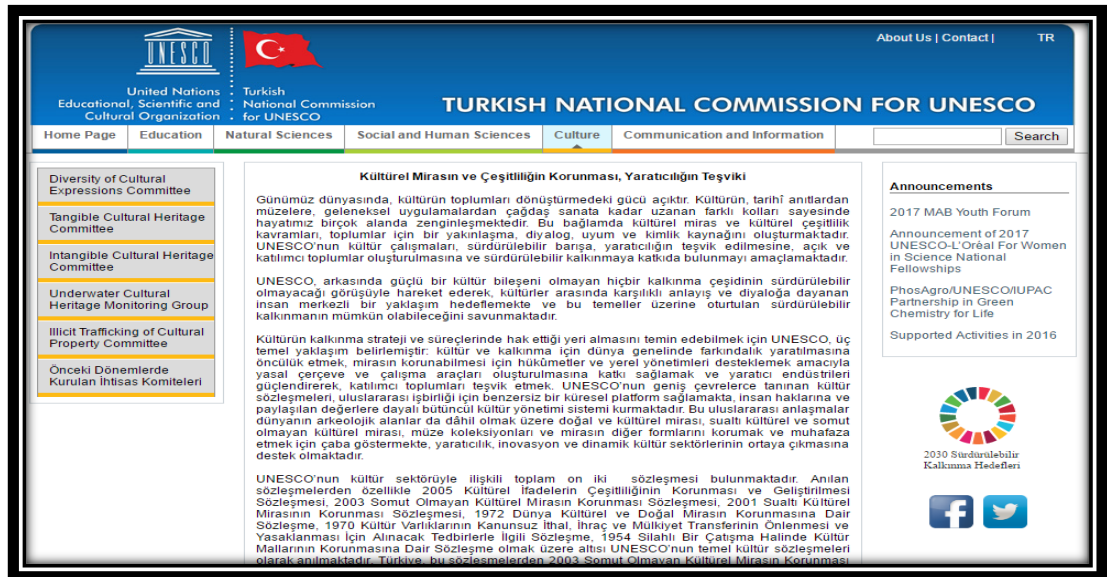 UNESCO
United Nations
Educational, Scientific and
Cultural Organization
Turkish
National Commission
for UNESCO
About Us | Contact |
TR
TURKISH NATIONAL COMMISSION FOR UNESCO
Home Page
Education
Natural Sciences
Social and Human Sciences
Culture
Communication and Information
Search
Diversity of Cultural
Expressions Committee
Tangible Cultural Heritage
Committee
Intangible Cultural Heritage
Committee
Underwater Cultural
Heritage Monitoring Group
Illicit Trafficking of Cultural
Property Committee
Önceki Dönemlerde
Kurulan İhtisas Komiteleri
Kültürel Mirasın ve Çeşitliliğin Korunması, Yaratıcılığın Teşviki
Günümüz dünyasında, kültürün toplumları dönüştürmedeki gücü açıktır. Kültürün, tarihî anıtlardan
müzelere, geleneksel uygulamalardan çağdaş sanata kadar uzanan farklı kolları sayesinde
hayatımız birçok alanda zenginleşmektedir. Bu bağlamda kültürel miras ve kültürel çeşitlilik
kavramları, toplumlar için bir yakınlaşma, diyalog, uyum ve kimlik kaynağını oluşturmaktadır.
UNESCO'nun kültür çalışmaları, sürdürülebilir barışa, yaratıcılığın teşvik edilmesine, açık ve
katılımcı toplumlar oluşturulmasına ve sürdürülebilir kalkınmaya katkıda bulunmayı amaçlamaktadır.
UNESCO, arkasında güçlü bir kültür bileşeni olmayan hiçbir kalkınma çeşidinin sürdürülebilir
olmayacağı görüşüyle hareket ederek, kültürler arasında karşılıklı anlayış ve diyaloğa dayanan
insan merkezli bir yaklaşım hedeflemekte ve bu temeller üzerine oturtulan sürdürülebilir
kalkınmanın mümkün olabileceğini savunmaktadır.
Kültürün kalkınma strateji ve süreçlerinde hak ettiği yeri almasını temin edebilmek için UNESCO, üç
temel yaklaşım belirlemiştir: kültür ve kalkınma için dünya genelinde farkındalık yaratılmasına
öncülük etmek, mirasın korunabilmesi için hükûmetler ve yerel yönetimleri desteklemek amacıyla
yasal çerçeve ve çalışma araçları oluşturulmasına katkı sağlamak ve yaratıcı endüstrileri
güçlendirerek, katılımcı toplumları teşvik etmek. UNESCO'nun geniş çevrelerce tanınan kültür
sözleşmeleri, uluslararası işbirliği için benzersiz bir küresel platform sağlamakta, insan haklarına ve
paylaşılan değerlere dayalı bütüncül kültür yönetimi sistemi kurmaktadır. Bu uluslararası anlaşmalar
dünyanın arkeolojik alanlar da dâhil olmak üzere doğal ve kültürel mirası, sualtı kültürel ve somut
olmayan kültürel mirası, müze koleksiyonları ve mirasın diğer formlarını korumak ve muhafaza
etmek için çaba göstermekte, yaratıcılık, inovasyon ve dinamik kültür sektörlerinin ortaya çıkmasına
destek olmaktadır.
UNESCO'nun kültür sektörüyle ilişkili toplam on iki sözleşmesi bulunmaktadır. Anılan
sözleşmelerden özellikle 2005 Kültürel İfadelerin Çeşitliliğinin Korunması ve Geliştirilmesi
Sözleşmesi, 2003 Somut Olmayan Kültürel Mirasın Korunması Sözleşmesi, 2001 Sualtı Kültürel
Mirasının Korunması Sözleşmesi, 1972 Dünya Kültürel ve Doğal Mirasın Korunmasına Dair
Sözleşme, 1970 Kültür Varlıklarının Kanunsuz İthal, İhraç ve Mülkiyet Transferinin Önlenmesi ve
Yasaklanması İçin Alınacak Tedbirlerle İlgili Sözleşme, 1954 Silahlı Bir Çatışma Halinde Kültür
Mallarının Korunmasına Dair Sözleşme olmak üzere altısı UNESCO'nun temel kültür sözleşmeleri
olarak anılmaktadır. Türkiye, bu sözleşmelerden 2003 Somut Olmayan Kültürel Mirasın Korunması
Announcements
2017 MAB Youth Forum
Announcement of 2017
UNESCO-L'Oréal For Women
in Science National
Fellowships
PhosAgro/UNESCO/IUPAC
Partnership in Green
Chemistry for Life
Supported Activities in 2016
2030 Sürdürülebilir
Kalkınma Hedefleri